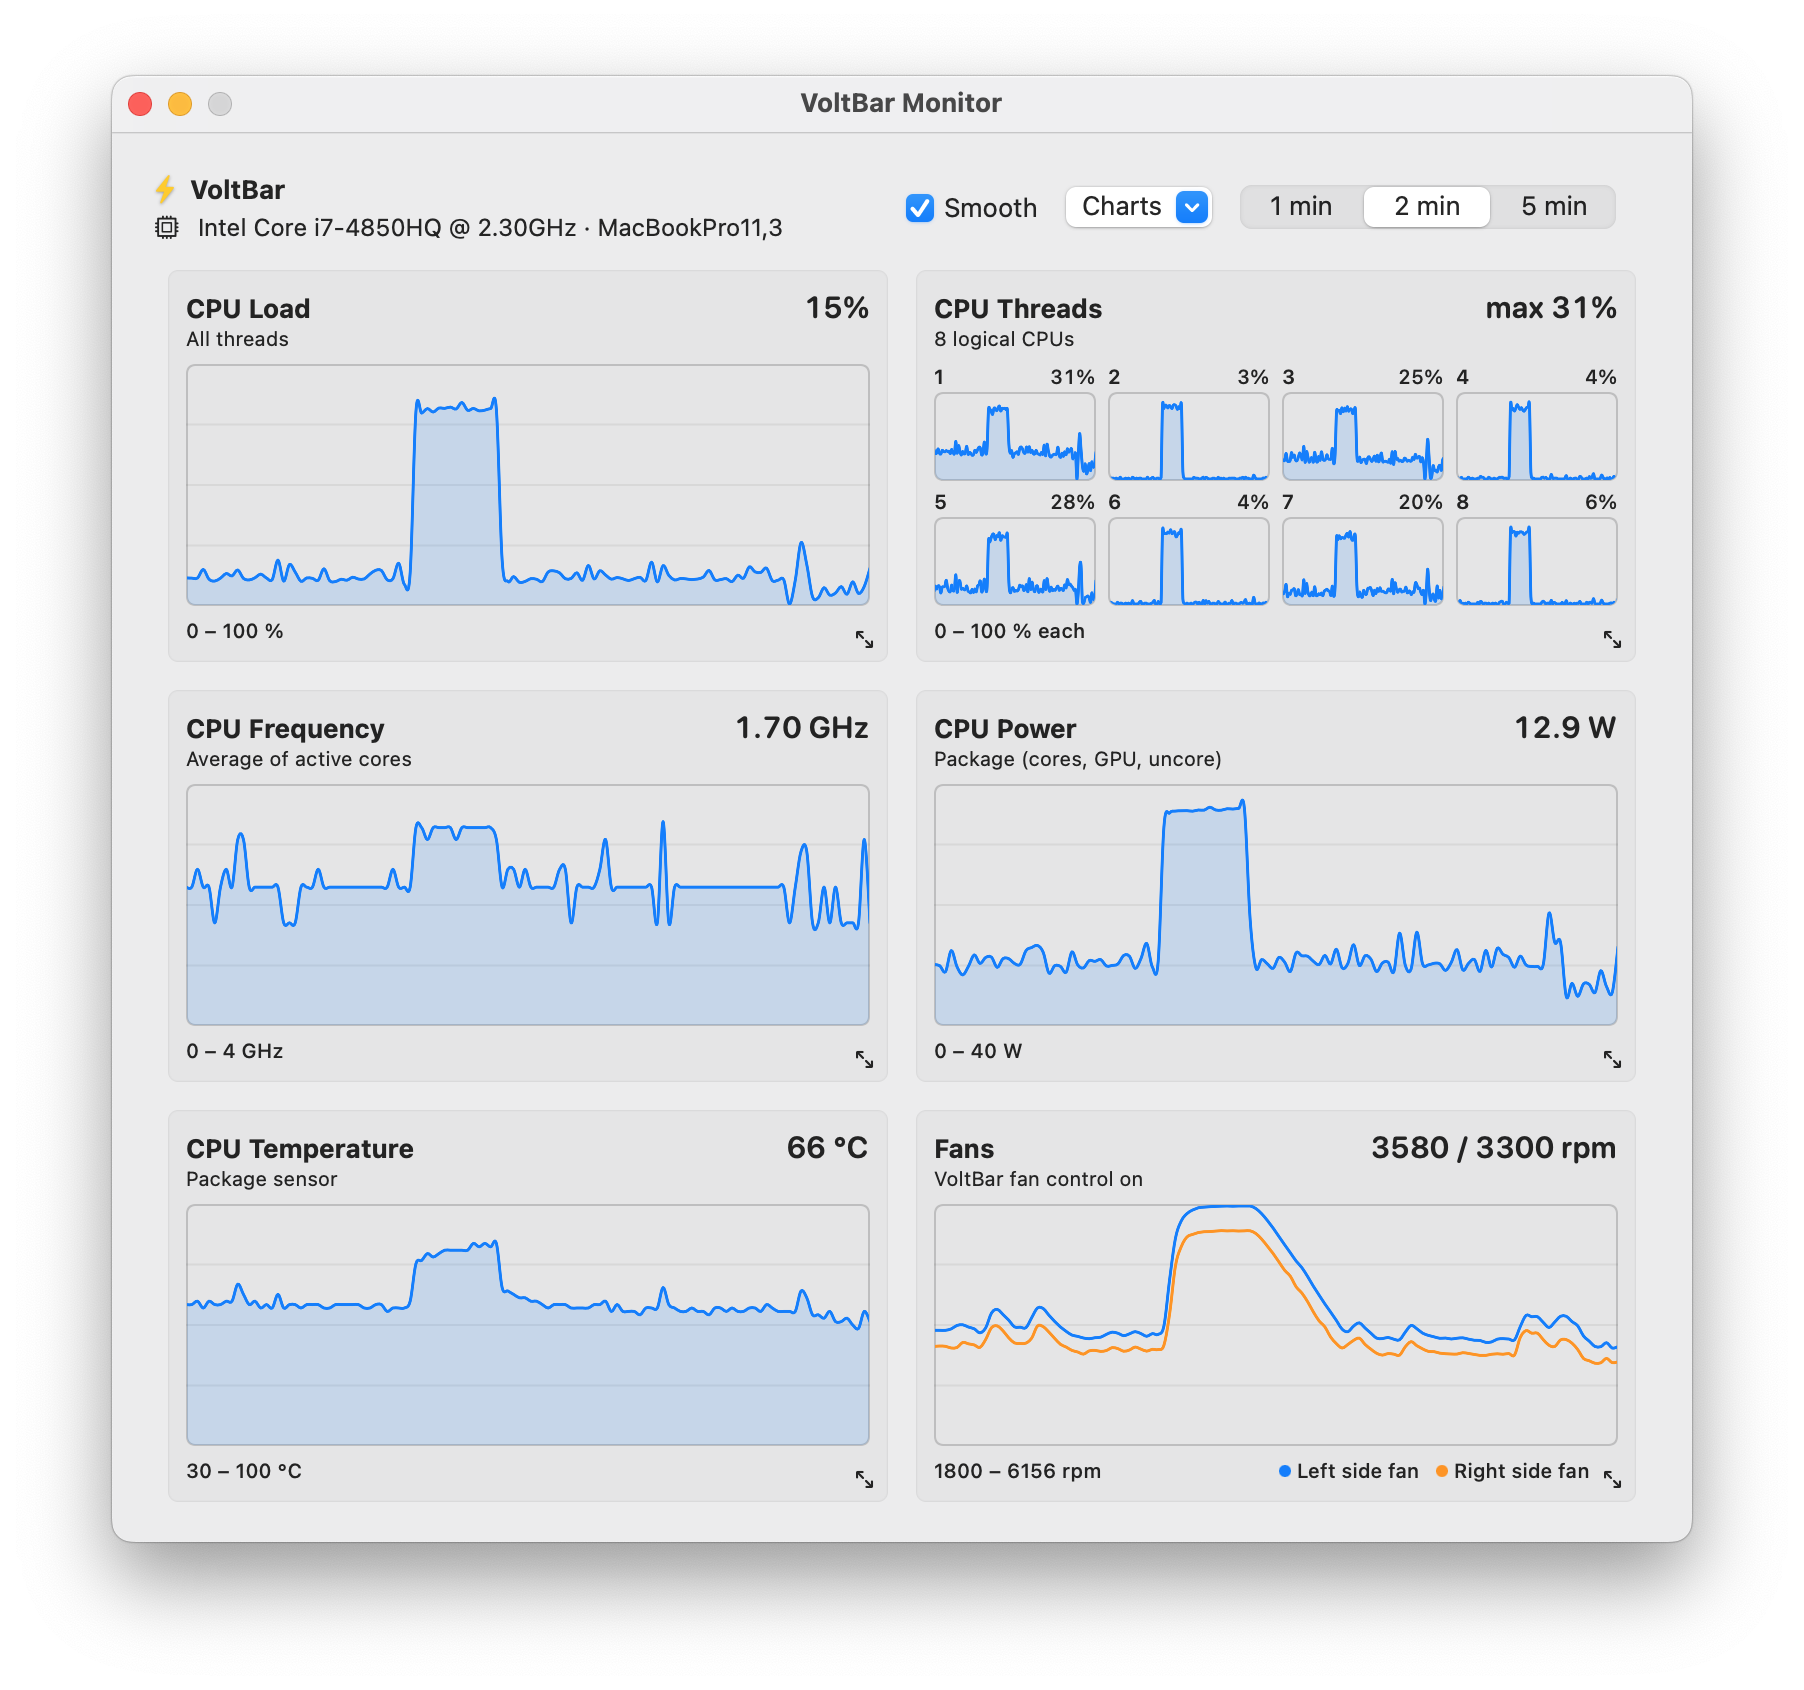 VoltBar Monitor
VoltBar
Intel Core i7-4850HQ @ 2.30GHz · MacBookPro11,3
Smooth
Charts
1 min
2 min
5 min
CPU Load
15%
All threads
0 – 100 %
CPU Threads
max 31%
8 logical CPUs
1 31%
2 3%
3 25%
4 4%
5 28%
6 4%
7 20%
8 6%
0 – 100 % each
CPU Frequency
1.70 GHz
Average of active cores
0 – 4 GHz
CPU Power
12.9 W
Package (cores, GPU, uncore)
0 – 40 W
CPU Temperature
66 °C
Package sensor
30 – 100 °C
Fans
3580 / 3300 rpm
VoltBar fan control on
1800 – 6156 rpm
Left side fan
Right side fan